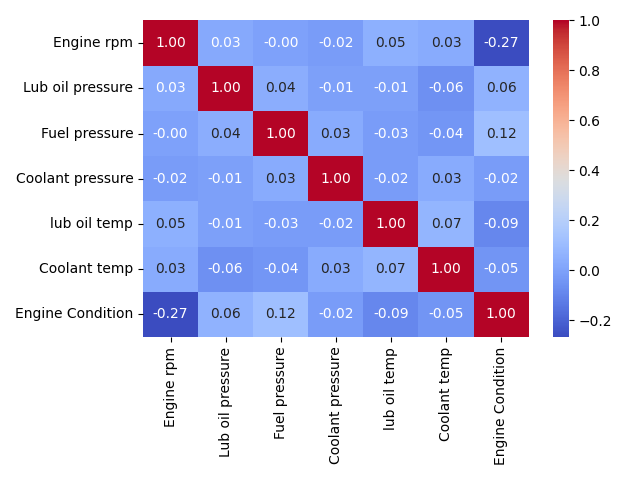 Engine rpm 1.00 0.03 -0.00 -0.02 0.05 0.03 -0.27
Lub oil pressure 0.03 1.00 0.04 -0.01 -0.01 -0.06 0.06
Fuel pressure -0.00 0.04 1.00 0.03 -0.03 -0.04 0.12
Coolant pressure -0.02 -0.01 0.03 1.00 -0.02 0.03 -0.02
lub oil temp 0.05 -0.01 -0.03 -0.02 1.00 0.07 -0.09
Coolant temp 0.03 -0.06 -0.04 0.03 0.07 1.00 -0.05
Engine Condition -0.27 0.06 0.12 -0.02 -0.09 -0.05 1.00
Engine rpm
Lub oil pressure
Fuel pressure
Coolant pressure
lub oil temp
Coolant temp
Engine Condition
1.0
0.8
0.6
0.4
0.2
0.0
−0.2